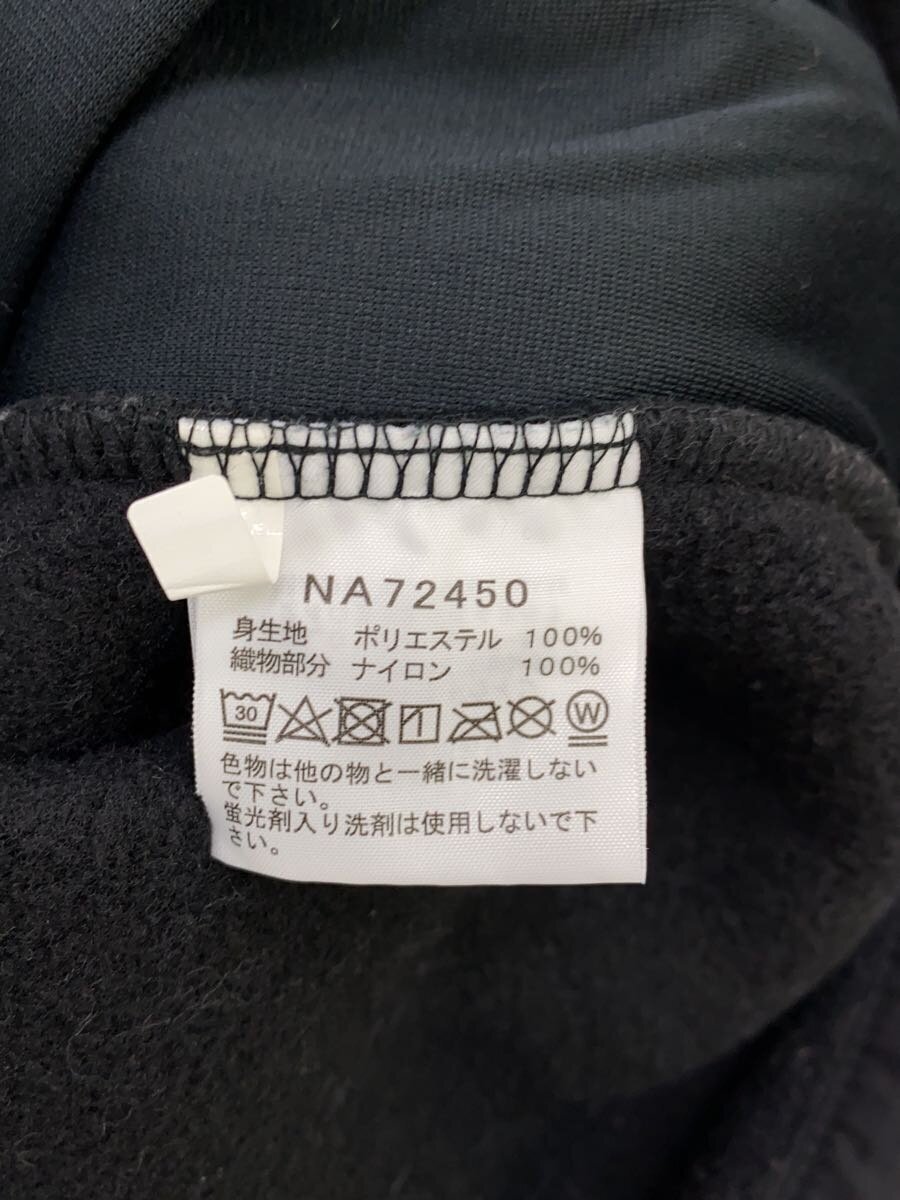 NA72450
身生地 ポリエステル 100%
織物部分 ナイロン 100%
30 W
色物は他の物と一緒に洗濯しない
で下さい。
蛍光剤入り洗剤は使用しないで下
さい。